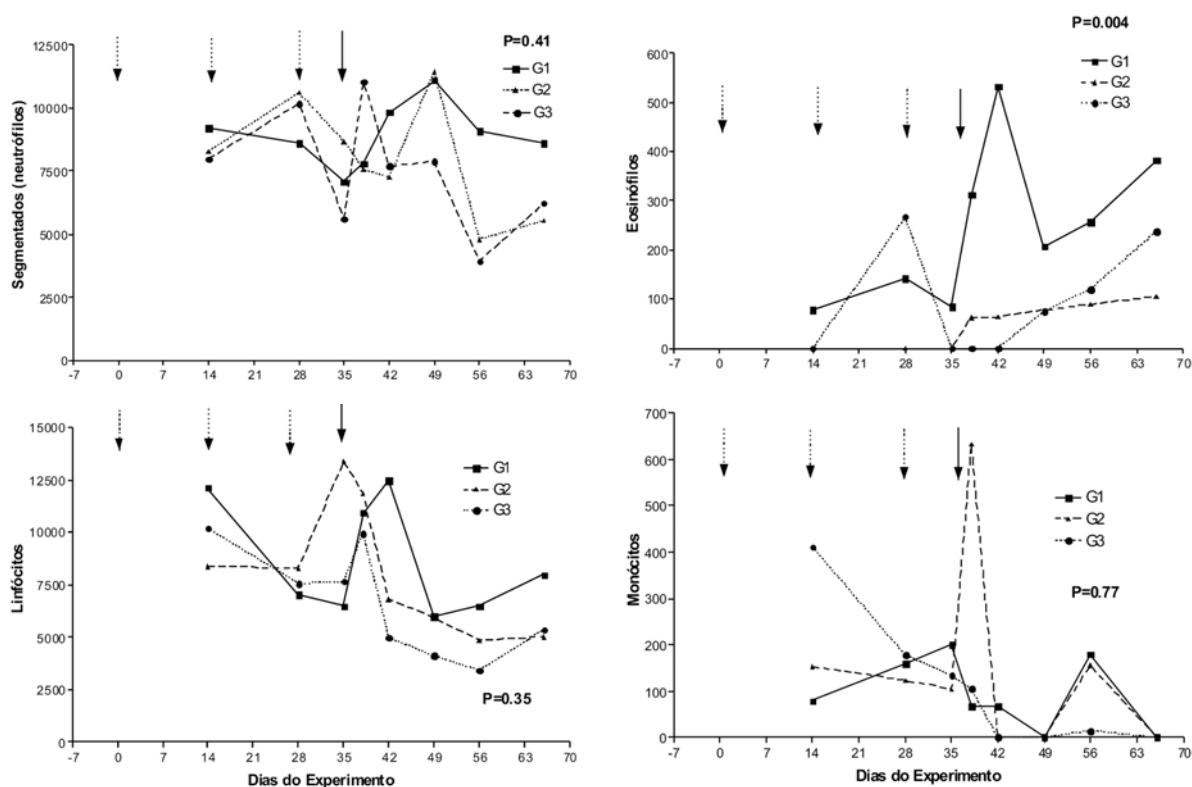 P=0.41
G1
G2
G3
Segmentados (neutrófilos)
12500
10000
7500
5000
2500
0
-7 0 7 14 21 28 35 42 49 56 63 70
P=0.004
G1
G2
G3
Eosinófilos
600
500
400
300
200
100
0
-7 0 7 14 21 28 35 42 49 56 63 70
G1
G2
G3
Linfócitos
15000
12500
10000
7500
5000
2500
0
P=0.35
-7 0 7 14 21 28 35 42 49 56 63 70
Dias do Experimento
G1
G2
G3
Monócitos
700
600
500
400
300
200
100
0
P=0.77
-7 0 7 14 21 28 35 42 49 56 63 70
Dias do Experimento